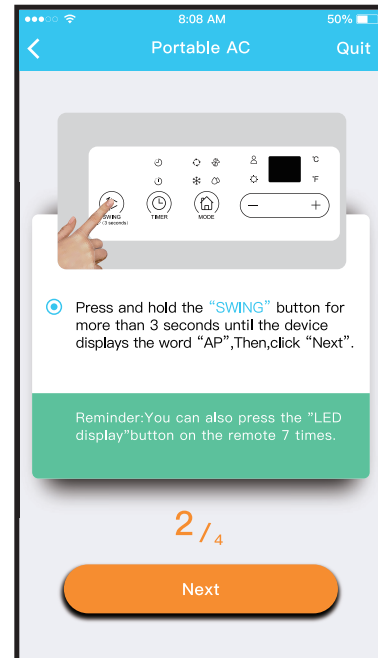 8:08 AM
50%
Portable AC
Quit
°C
°F
SWING
TIMER
MODE
(3 seconds)
− +
Press and hold the “SWING” button for
more than 3 seconds until the device
displays the word “AP”,Then,click “Next”.
Reminder:You can also press the "LED
display"button on the remote 7 times.
2/4
Next